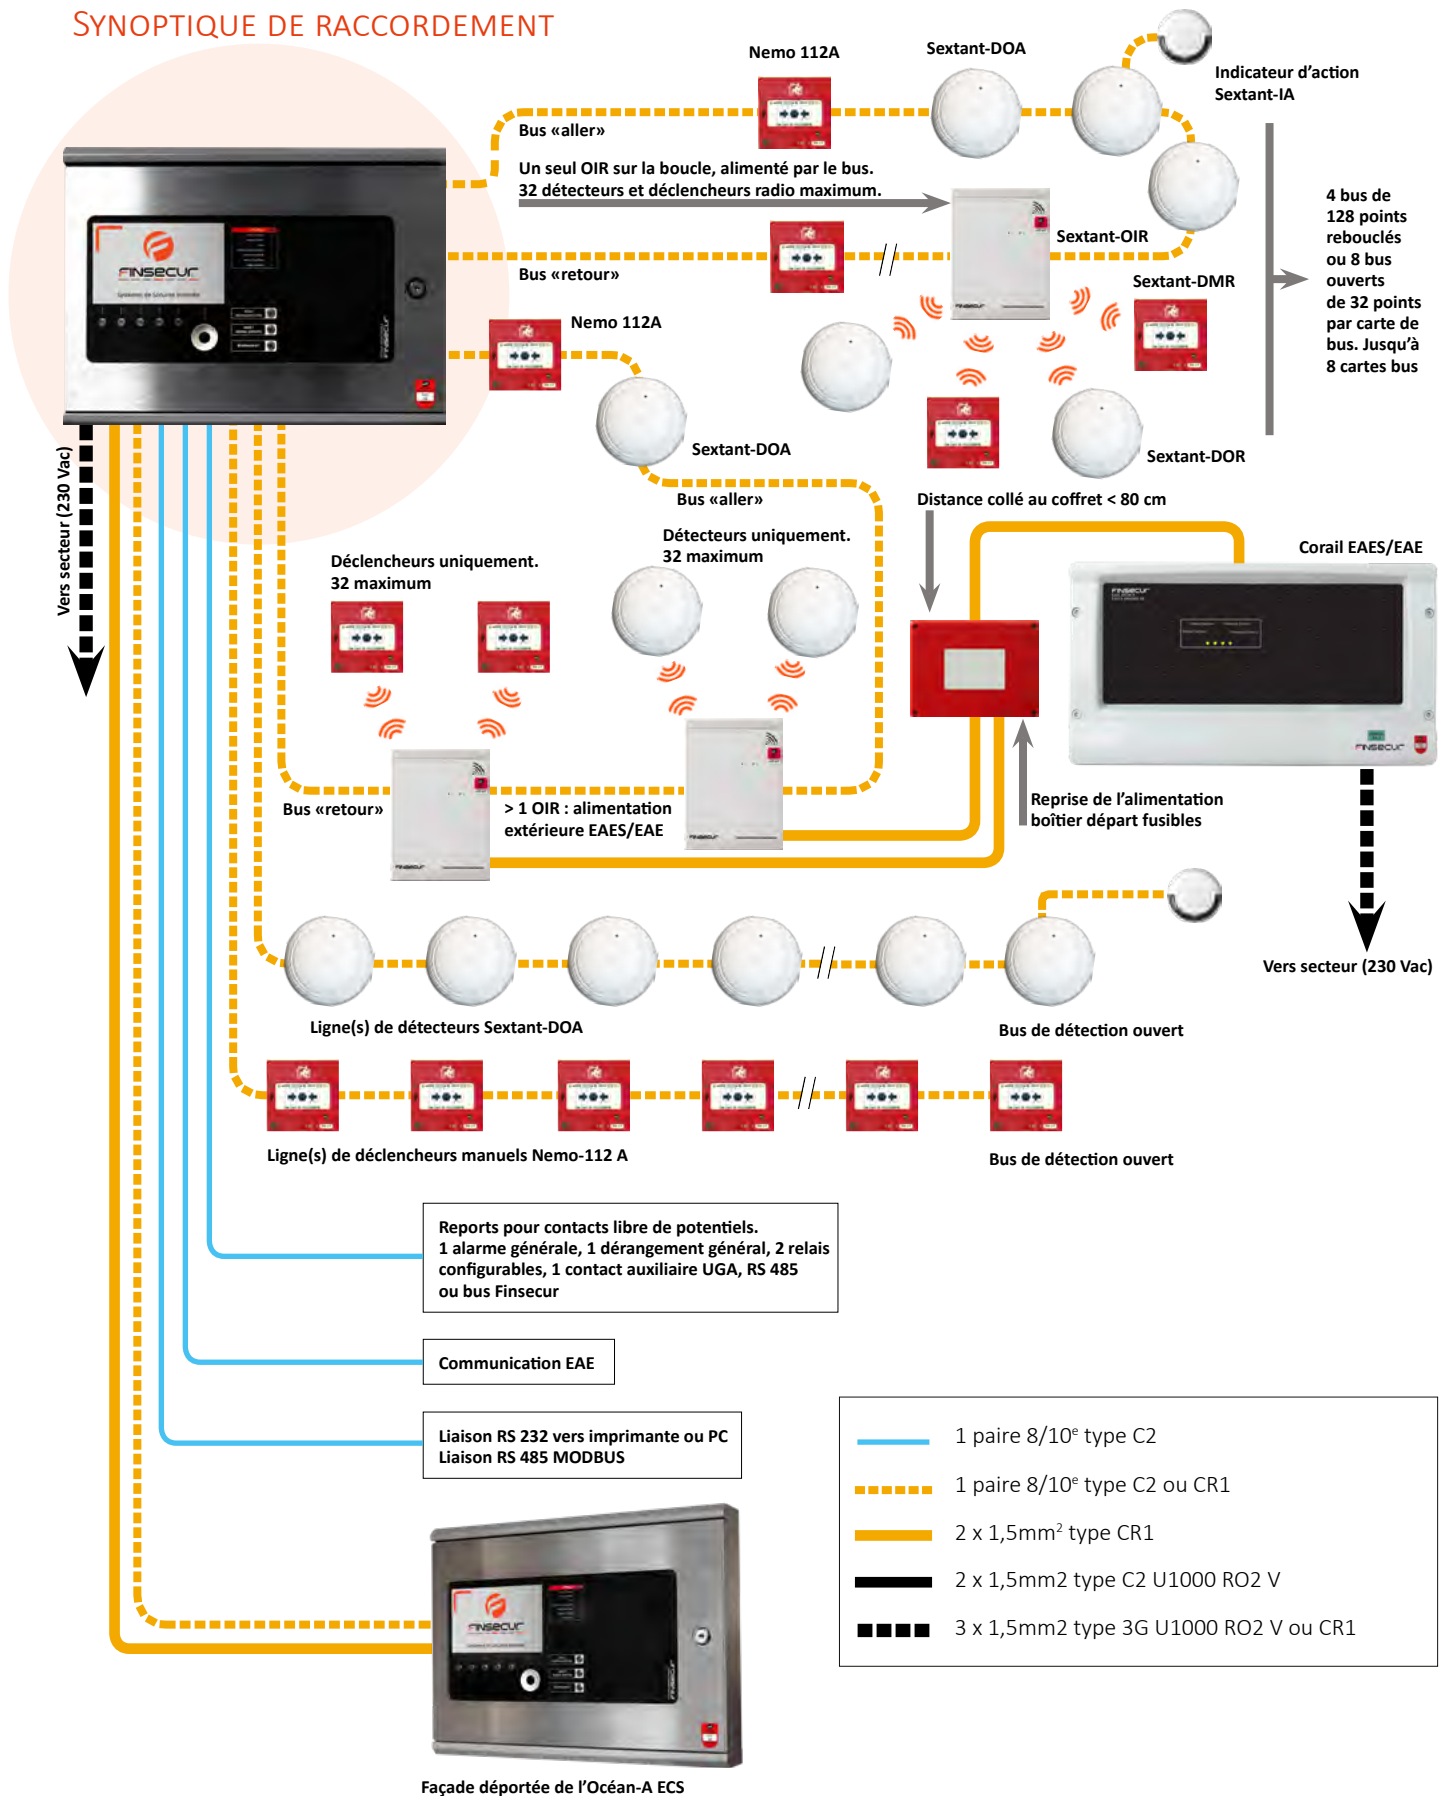 SYNOPTIQUE DE RACCORDEMENT
Nemo 112A
Sextant-DOA
Indicateur d’action
Sextant-IA
Bus «aller»
Un seul OIR sur la boucle, alimenté par le bus.
32 détecteurs et déclencheurs radio maximum.
4 bus de
128 points
rebouclés
ou 8 bus
ouverts
de 32 points
par carte de
bus. Jusqu’à
8 cartes bus
FINSECUR
Sextant-OIR
Bus «retour»
Sextant-DMR
FINSECUR
Nemo 112A
Sextant-DOA
Sextant-DOR
Vers secteur (230 Vac)
Bus «aller»
Distance collé au coffret < 80 cm
Détecteurs uniquement.
32 maximum
Corail EAES/EAE
Déclencheurs uniquement.
32 maximum
FINSECUR
FINSECUR
Bus «retour»
> 1 OIR : alimentation
extérieure EAES/EAE
Reprise de l’alimentation
boîtier départ fusibles
FINSECUR
FINSECUR
Vers secteur (230 Vac)
Ligne(s) de détecteurs Sextant-DOA
Bus de détection ouvert
Ligne(s) de déclencheurs manuels Nemo-112 A
Bus de détection ouvert
Reports pour contacts libre de potentiels.
1 alarme générale, 1 dérangement général, 2 relais
configurables, 1 contact auxiliaire UGA, RS 485
ou bus Finsecur
Communication EAE
Liaison RS 232 vers imprimante ou PC
Liaison RS 485 MODBUS
1 paire 8/10e type C2
1 paire 8/10e type C2 ou CR1
2 x 1,5mm2 type CR1
2 x 1,5mm2 type C2 U1000 RO2 V
3 x 1,5mm2 type 3G U1000 RO2 V ou CR1
FINSECUR
Façade déportée de l’Océan-A ECS